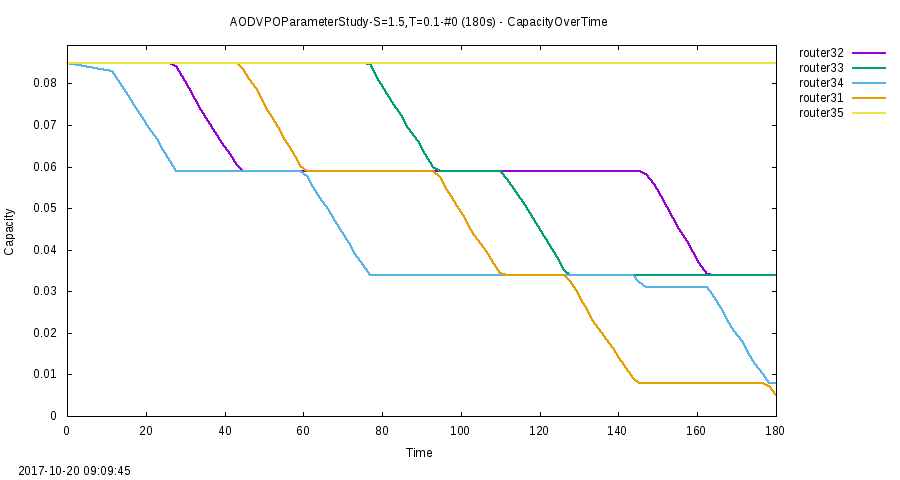 AODVPOParameterStudy-S=1.5,T=0.1-#0 (180s) - CapacityOverTime
router32
router33
router34
router31
router35
0.08
0.07
0.06
0.05
0.04
0.03
0.02
0.01
0
Capacity
0 20 40 60 80 100 120 140 160 180
Time
2017-10-20 09:09:45